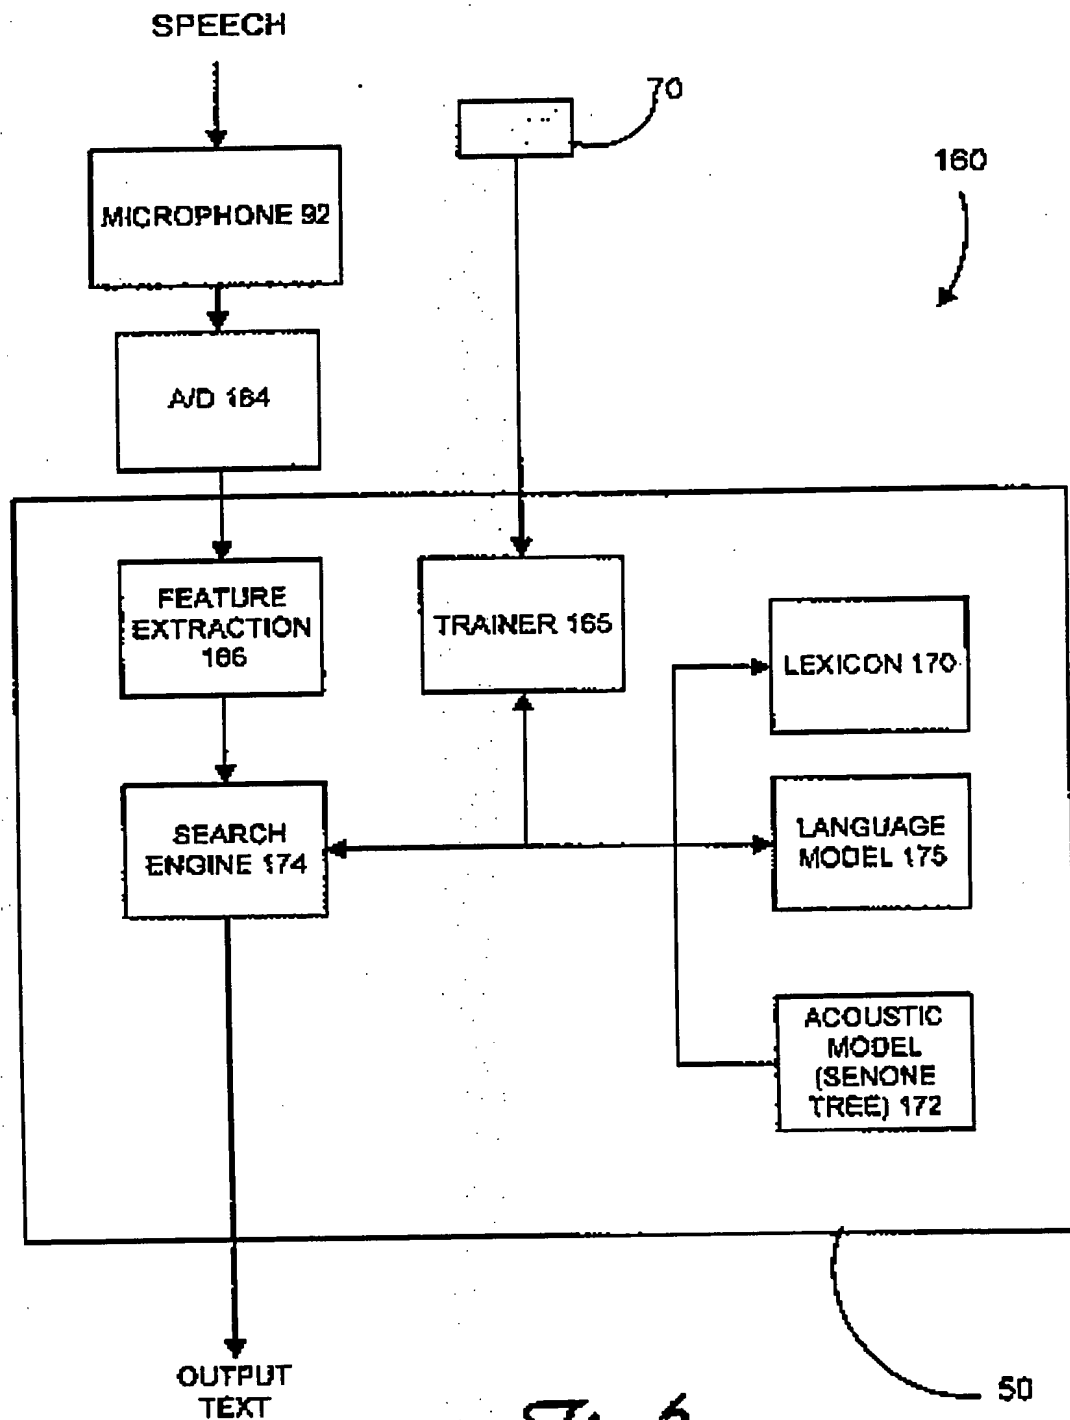 SPEECH
70
160
MICROPHONE 92
A/D 164
FEATURE
EXTRACTION
166
TRAINER 165
LEXICON 170
SEARCH
ENGINE 174
LANGUAGE
MODEL 175
ACOUSTIC
MODEL
(SENONE
TREE) 172
50
OUTPUT
TEXT